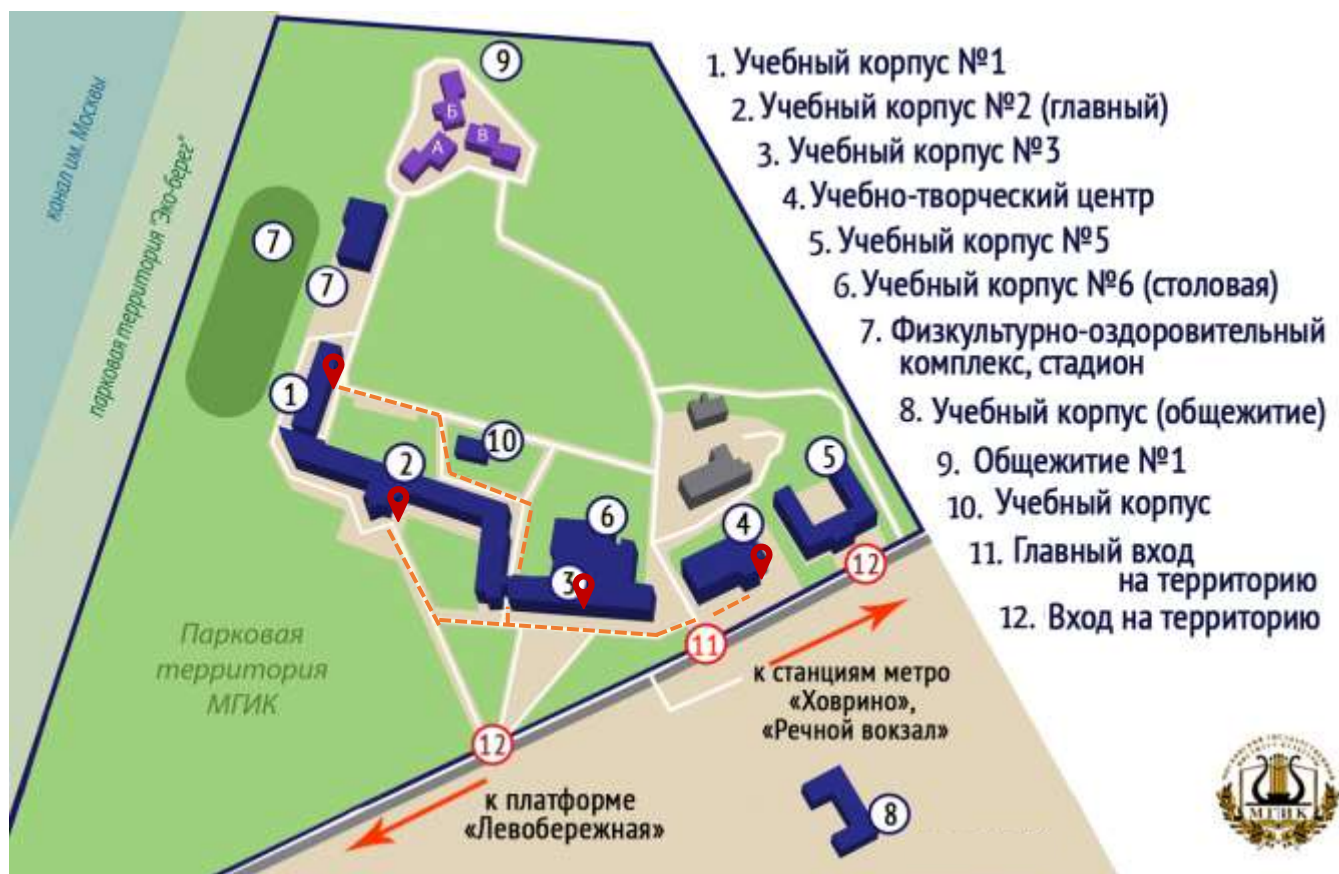 канал им. Москвы
парковая территория "Эко-берег"
9
Б
В
А
7
7
1
2
10
6
3
4
5
12
11
12
8
Парковая
территория
МГИК
к станциям метро
«Ховрино»,
«Речной вокзал»
к платформе
«Левобережная»
1. Учебный корпус №1
2. Учебный корпус №2 (главный)
3. Учебный корпус №3
4. Учебно-творческий центр
5. Учебный корпус №5
6. Учебный корпус №6 (столовая)
7. Физкультурно-оздоровительный
комплекс, стадион
8. Учебный корпус (общежитие)
9. Общежитие №1
10. Учебный корпус
11. Главный вход
на территорию
12. Вход на территорию
МГИК